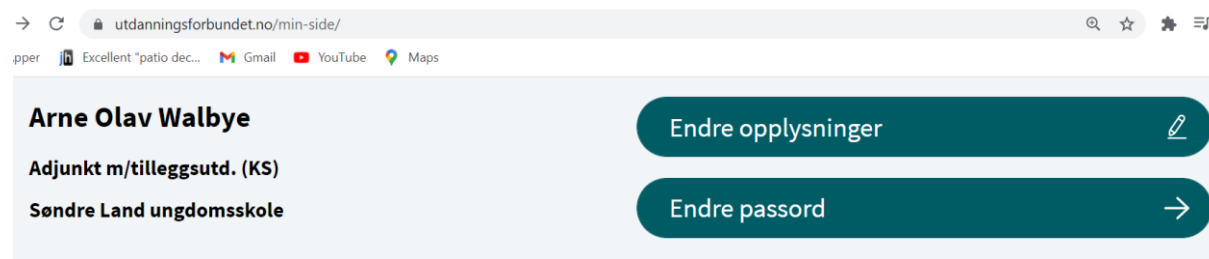 utdanningsforbundet.no/min-side/
pper Excellent "patio dec... Gmail YouTube Maps
Arne Olav Walbye
Adjunkt m/tilleggsutd. (KS)
Søndre Land ungdomsskole
Endre opplysninger
Endre passord